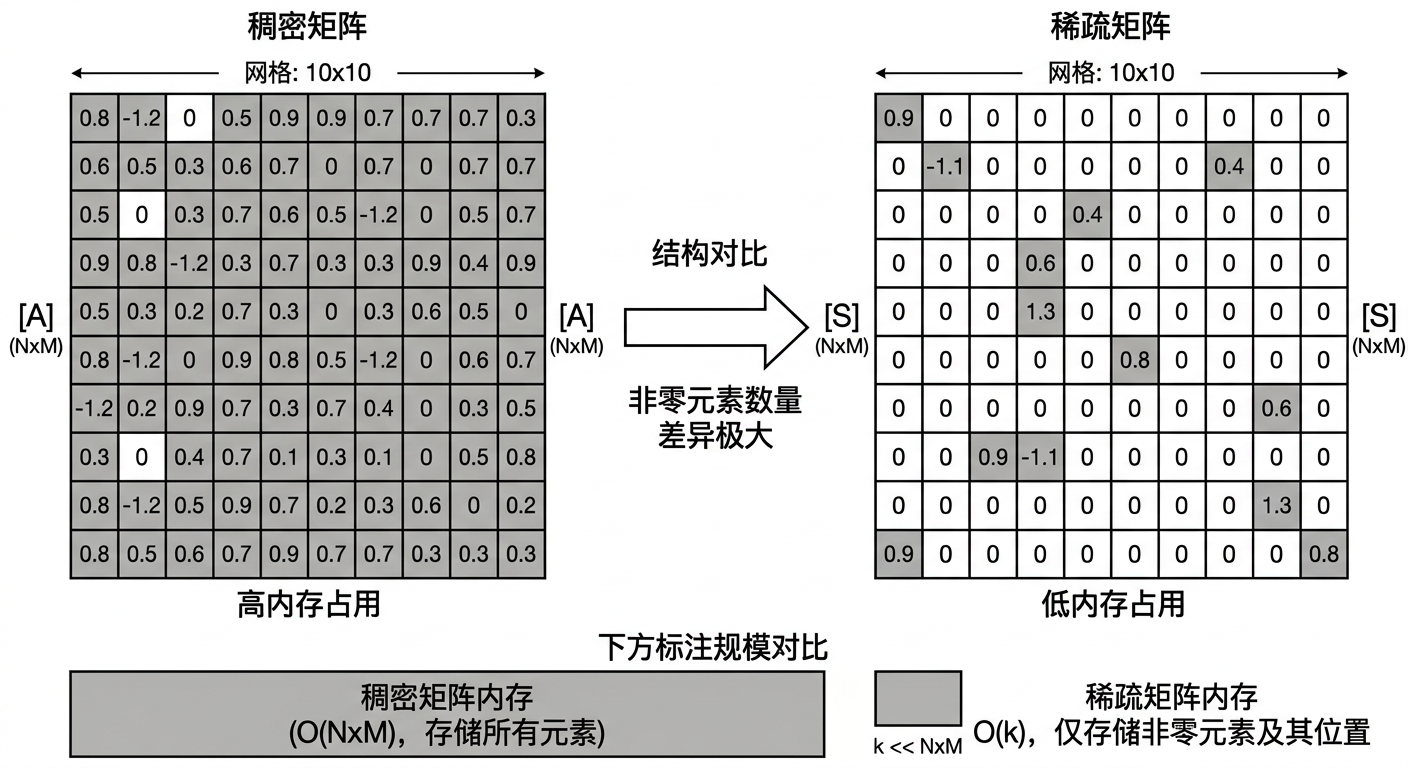 稠密矩阵
网格: 10x10
0.8 -1.2 0 0.5 0.9 0.9 0.7 0.7 0.7 0.3
0.6 0.5 0.3 0.6 0.7 0 0.7 0 0.7 0.7
0.5 0 0.3 0.7 0.6 0.5 -1.2 0 0.5 0.7
0.9 0.8 -1.2 0.3 0.7 0.3 0.3 0.9 0.4 0.9
0.5 0.3 0.2 0.7 0.3 0 0.3 0.6 0.5 0
0.8 -1.2 0 0.9 0.8 0.5 -1.2 0 0.6 0.7
-1.2 0.2 0.9 0.7 0.3 0.7 0.4 0 0.3 0.5
0.3 0 0.4 0.7 0.1 0.3 0.1 0 0.5 0.8
0.8 -1.2 0.5 0.9 0.7 0.2 0.3 0.6 0 0.2
0.8 0.5 0.6 0.7 0.9 0.7 0.7 0.3 0.3 0.3
[A]
(NxM)
[A]
(NxM)
高内存占用
结构对比
非零元素数量
差异极大
稀疏矩阵
网格: 10x10
0.9 0 0 0 0 0 0 0 0 0
0 -1.1 0 0 0 0 0 0.4 0 0
0 0 0 0 0.4 0 0 0 0 0
0 0 0 0.6 0 0 0 0 0 0
0 0 0 1.3 0 0 0 0 0 0
0 0 0 0 0 0.8 0 0 0 0
0 0 0 0 0 0 0 0 0.6 0
0 0 0.9 -1.1 0 0 0 0 0 0
0 0 0 0 0 0 0 0 1.3 0
0.9 0 0 0 0 0 0 0 0 0.8
[S]
(NxM)
[S]
(NxM)
低内存占用
下方标注规模对比
稠密矩阵内存
(O(NxM)，存储所有元素)
k << NxM
稀疏矩阵内存
O(k)，仅存储非零元素及其位置